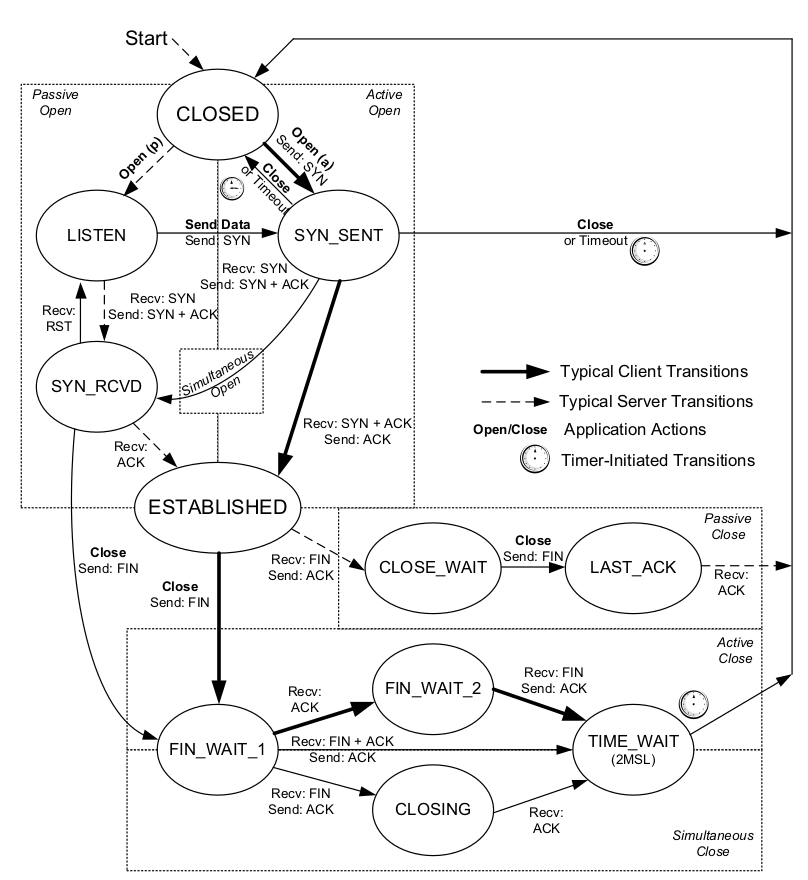 Start
Passive
Open
Active
Open
CLOSED
Open (p)
Open (a)
Send: SYN
Close
or Timeout
LISTEN
Send Data
Send: SYN
SYN_SENT
Close
or Timeout
Recv: SYN
Send: SYN + ACK
Recv:
RST
Recv: SYN
Send: SYN + ACK
Simultaneous
Open
SYN_RCVD
Typical Client Transitions
Typical Server Transitions
Open/Close Application Actions
Timer-Initiated Transitions
Recv: SYN + ACK
Send: ACK
Recv:
ACK
ESTABLISHED
Passive
Close
Close
Send: FIN
Close
Send: FIN
Recv: FIN
Send: ACK
CLOSE_WAIT
Close
Send: FIN
LAST_ACK
Recv:
ACK
Active
Close
FIN_WAIT_2
Recv:
ACK
Recv: FIN
Send: ACK
FIN_WAIT_1
Recv: FIN + ACK
Send: ACK
TIME_WAIT
(2MSL)
Recv: FIN
Send: ACK
CLOSING
Recv:
ACK
Simultaneous
Close